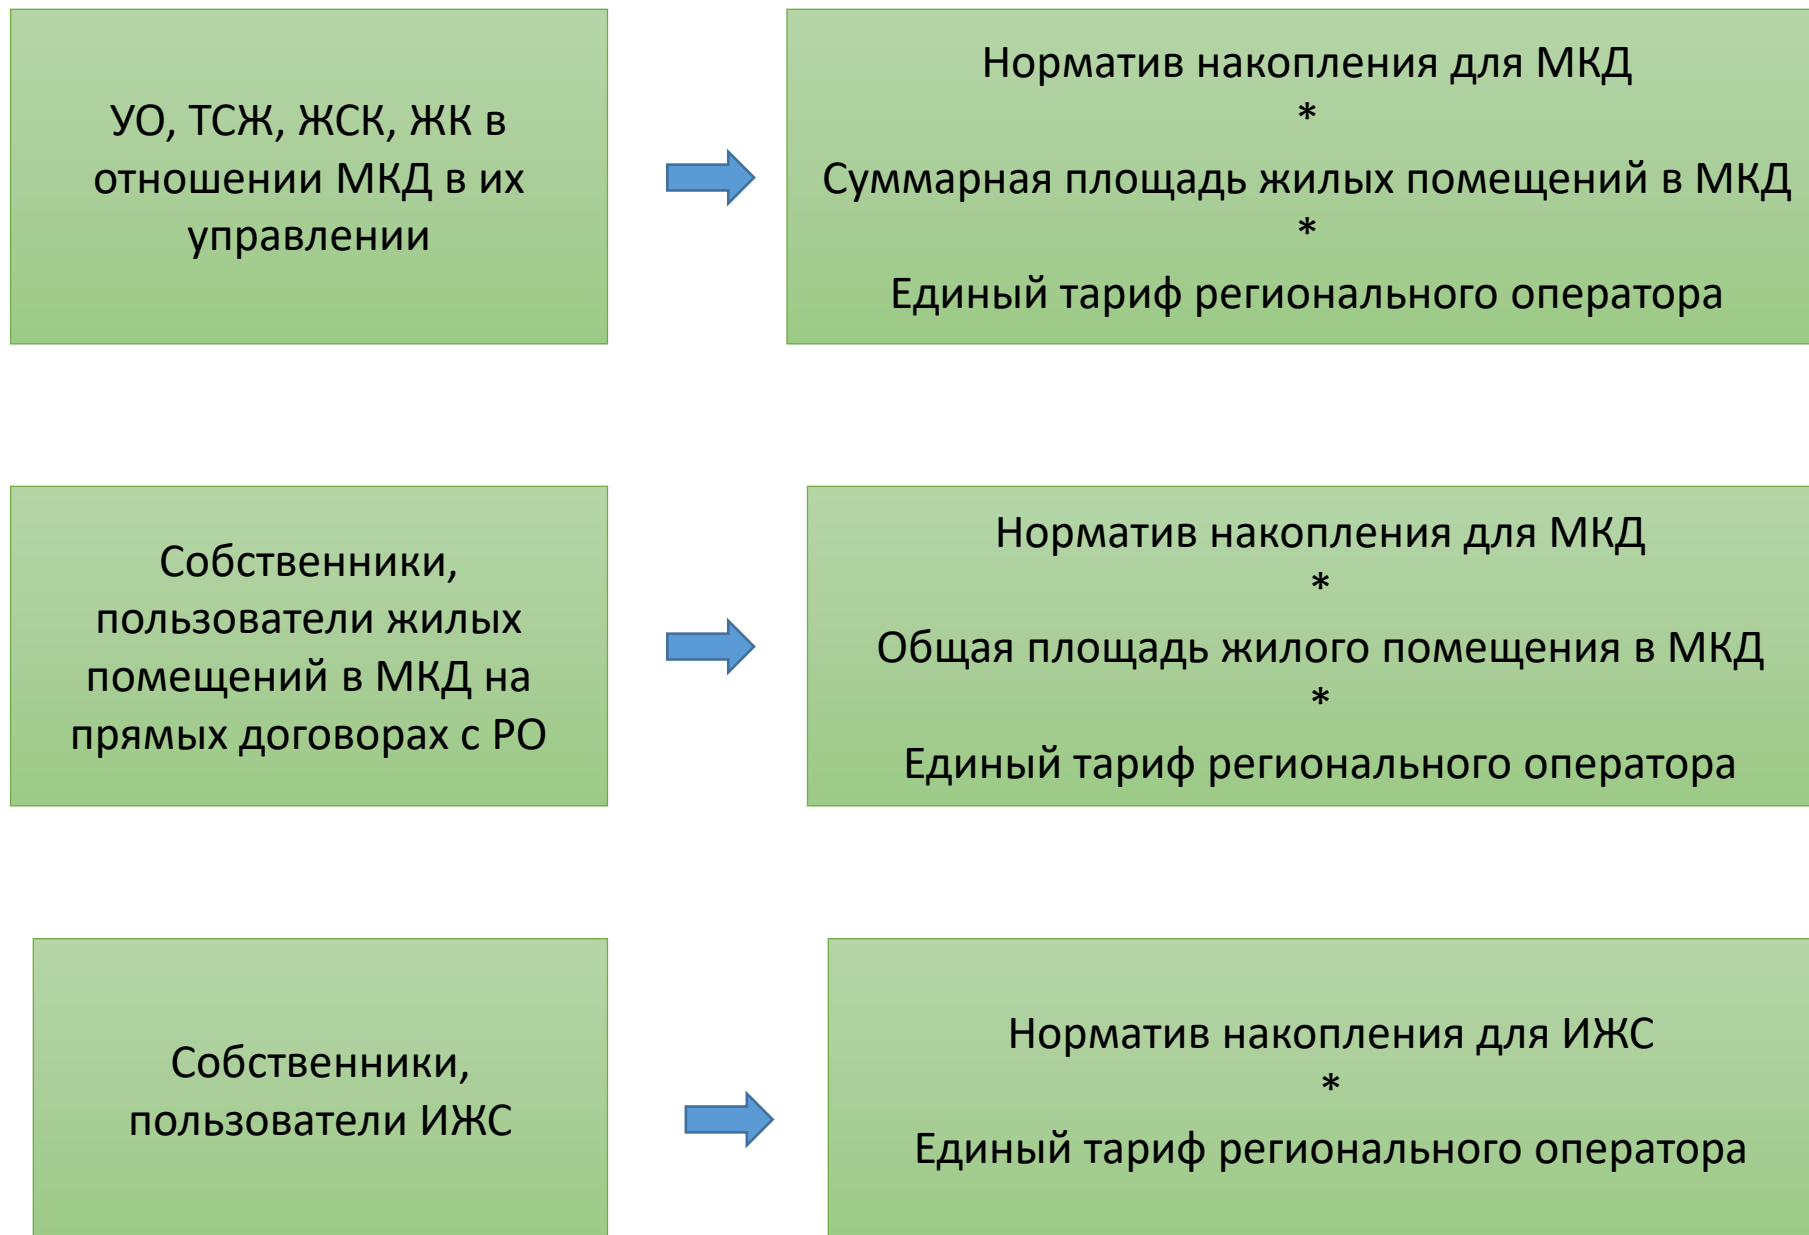 УО, ТСЖ, ЖСК, ЖК в
отношении МКД в их
управлении
Норматив накопления для МКД
*
Суммарная площадь жилых помещений в МКД
*
Единый тариф регионального оператора
Собственники,
пользователи жилых
помещений в МКД на
прямых договорах с РО
Норматив накопления для МКД
*
Общая площадь жилого помещения в МКД
*
Единый тариф регионального оператора
Собственники,
пользователи ИЖС
Норматив накопления для ИЖС
*
Единый тариф регионального оператора